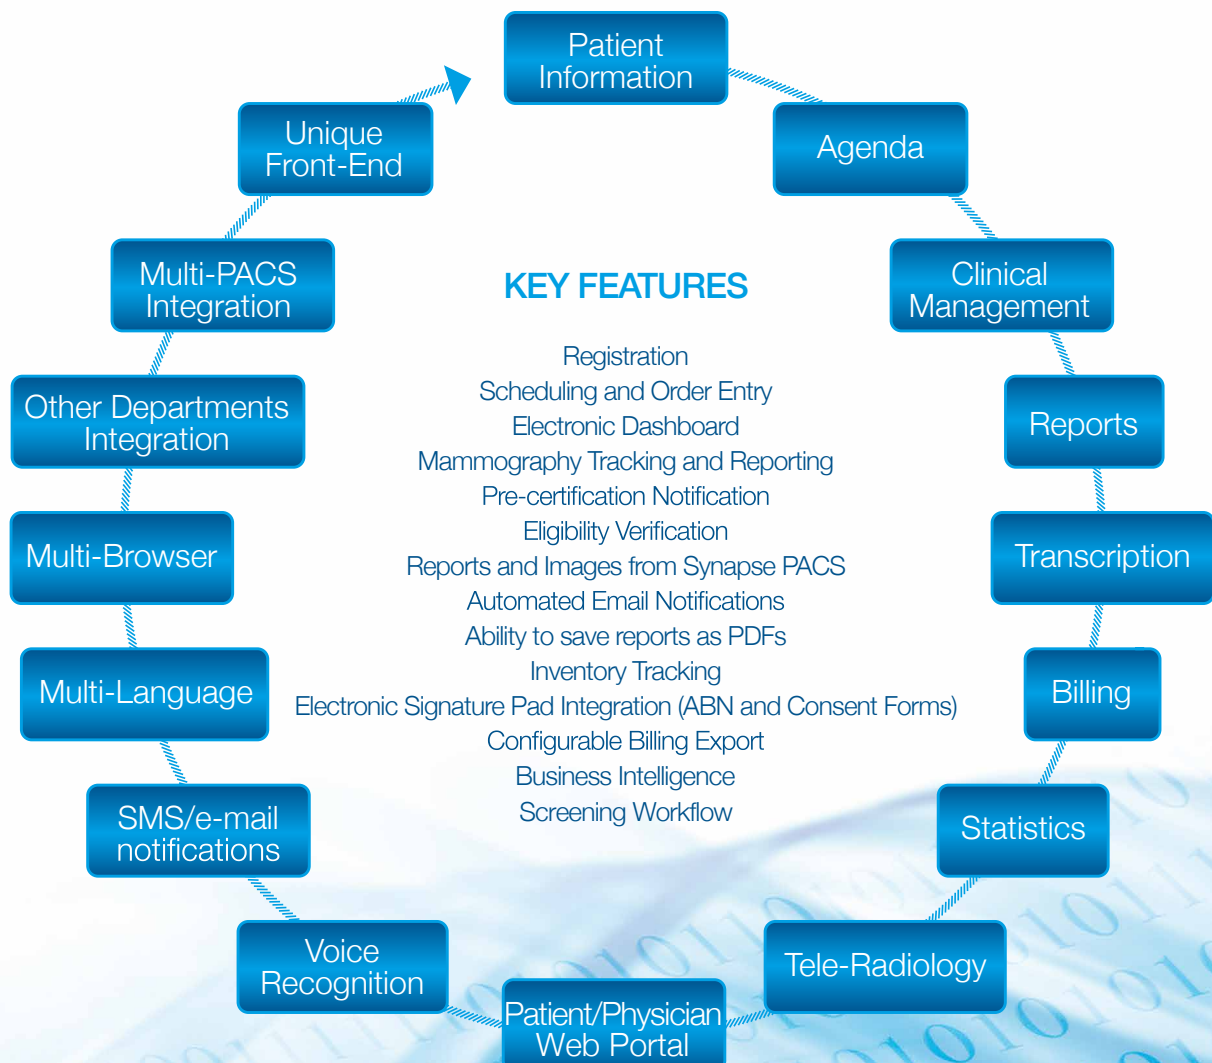 Patient
Information
Agenda
Clinical
Management
Reports
Transcription
Billing
Statistics
Tele-Radiology
Patient/Physician
Web Portal
Voice
Recognition
SMS/e-mail
notifications
Multi-Language
Multi-Browser
Other Departments
Integration
Multi-PACS
Integration
Unique
Front-End
KEY FEATURES
Registration
Scheduling and Order Entry
Electronic Dashboard
Mammography Tracking and Reporting
Pre-certification Notification
Eligibility Verification
Reports and Images from Synapse PACS
Automated Email Notifications
Ability to save reports as PDFs
Inventory Tracking
Electronic Signature Pad Integration (ABN and Consent Forms)
Configurable Billing Export
Business Intelligence
Screening Workflow